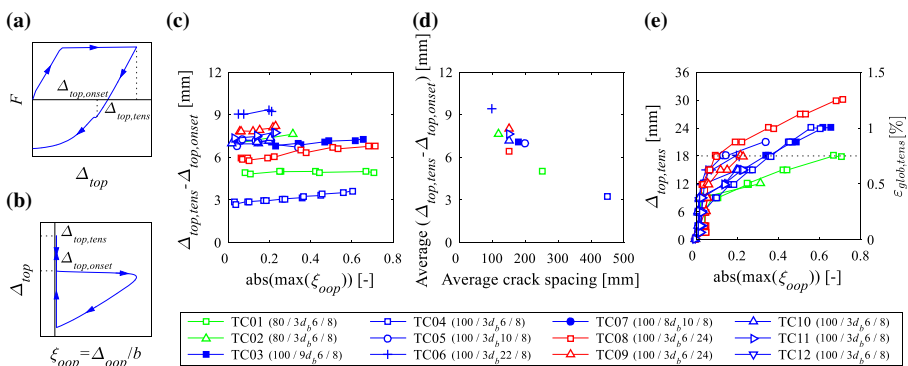 (a)
F
Δtop,onset
Δtop,tens
Δtop
(b)
Δtop
Δtop,tens
Δtop,onset
ξoop=Δoop/b
(c)
Δtop,tens-Δtop,onset [mm]
12
9
6
3
0
0 0.2 0.4 0.6 0.8
abs(max(ξoop)) [-]
(d)
Average (Δtop,tens-Δtop,onset) [mm]
12
9
6
3
0
0 100 200 300 400 500
Average crack spacing [mm]
(e)
Δtop,tens [mm]
36
30
24
18
12
6
0
0 0.2 0.4 0.6 0.8
abs(max(ξoop)) [-]
1.5
1
0.5
0
εglob,tens[%]
TC01 (80 / 3db6 / 8) TC04 (100 / 3db6 / 8) TC07 (100 / 8db10 / 8) TC10 (100 / 3db6 / 8)
TC02 (80 / 3db6 / 8) TC05 (100 / 3db10 / 8) TC08 (100 / 3db6 / 24) TC11 (100 / 3db6 / 8)
TC03 (100 / 9db6 / 8) TC06 (100 / 3db22 / 8) TC09 (100 / 3db6 / 24) TC12 (100 / 3db6 / 8)